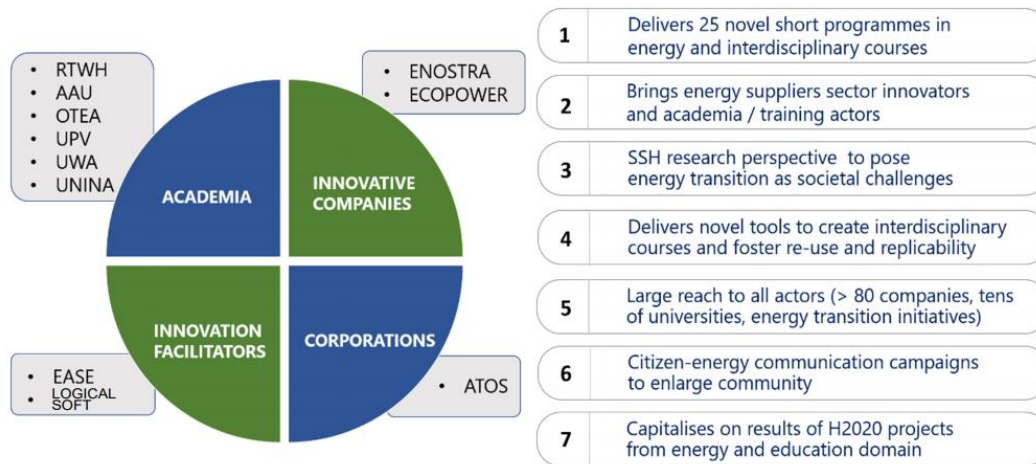 • RTWH
• AAU
• OTEA
• UPV
• UWA
• UNINA
• ENOSTRA
• ECOPOWER
ACADEMIA
INNOVATIVE
COMPANIES
INNOVATION
FACILITATORS
CORPORATIONS
• EASE
• LOGICAL
SOFT
• ATOS
1 Delivers 25 novel short programmes in
energy and interdisciplinary courses
2 Brings energy suppliers sector innovators
and academia / training actors
3 SSH research perspective to pose
energy transition as societal challenges
4 Delivers novel tools to create interdisciplinary
courses and foster re-use and replicability
5 Large reach to all actors (> 80 companies, tens
of universities, energy transition initiatives)
6 Citizen-energy communication campaigns
to enlarge community
7 Capitalises on results of H2020 projects
from energy and education domain